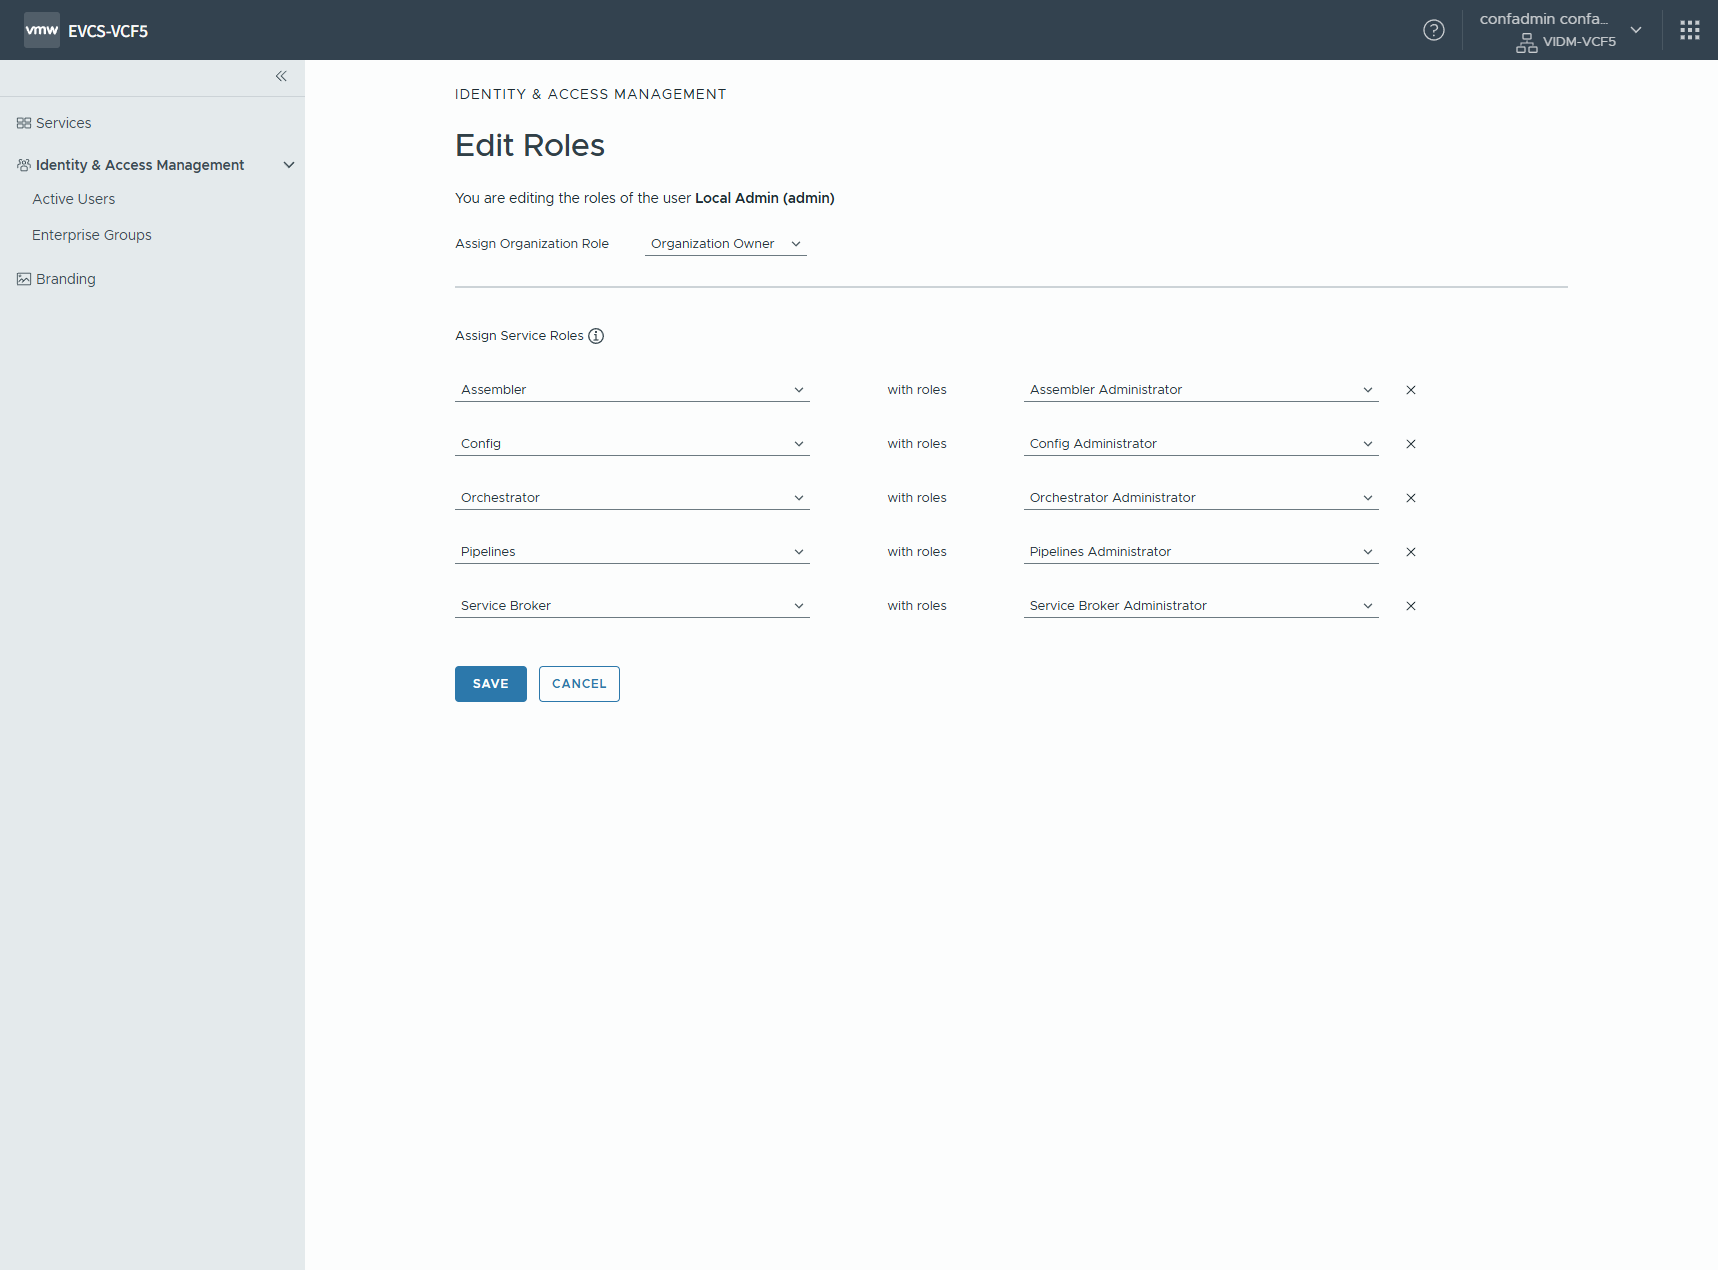 vmw EVCS-VCF5
confadmin confa...
VIDM-VCF5
Services
Identity & Access Management
Active Users
Enterprise Groups
Branding
IDENTITY & ACCESS MANAGEMENT
Edit Roles
You are editing the roles of the user Local Admin (admin)
Assign Organization Role Organization Owner
Assign Service Roles
Assembler with roles Assembler Administrator
Config with roles Config Administrator
Orchestrator with roles Orchestrator Administrator
Pipelines with roles Pipelines Administrator
Service Broker with roles Service Broker Administrator
SAVE CANCEL